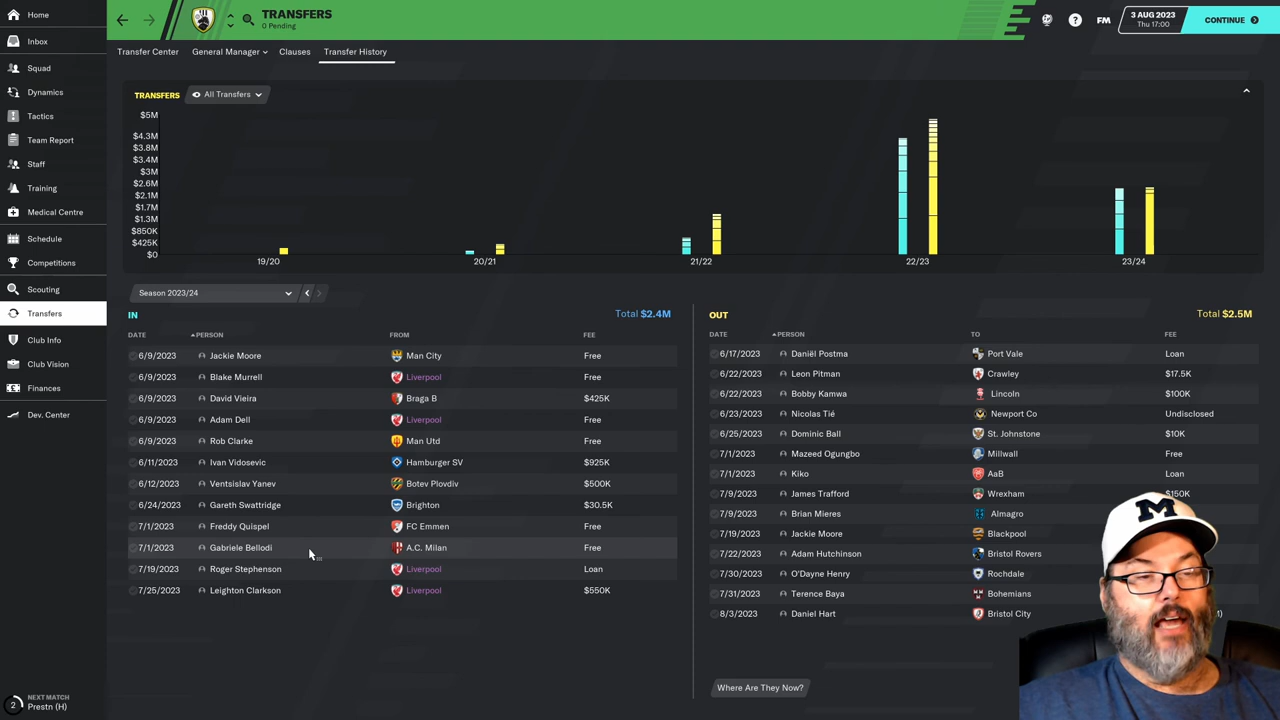 Home
TRANSFERS
0 Pending
FM
3 AUG 2023
Thu 17:00
CONTINUE
Inbox
Squad
Dynamics
Tactics
Team Report
Staff
Training
Medical Centre
Schedule
Competitions
Scouting
Transfers
Club Info
Club Vision
Finances
Dev. Center
2
NEXT MATCH
Prestn (H)
Transfer Center General Manager Clauses Transfer History
TRANSFERS All Transfers
$5M
$4.3M
$3.8M
$3.4M
$3M
$2.6M
$2.1M
$1.7M
$1.3M
$850K
$425K
$0
19/20 20/21 21/22 22/23 23/24
Season 2023/24
IN Total $2.4M
DATE PERSON FROM FEE
6/9/2023 Jackie Moore Man City Free
6/9/2023 Blake Murrell Liverpool Free
6/9/2023 David Vieira Braga B $425K
6/9/2023 Adam Dell Liverpool Free
6/9/2023 Rob Clarke Man Utd Free
6/11/2023 Ivan Vidosevic Hamburger SV $925K
6/12/2023 Ventsislav Yanev Botev Plovdiv $500K
6/24/2023 Gareth Swattridge Brighton $30.5K
7/1/2023 Freddy Quispel FC Emmen Free
7/1/2023 Gabriele Bellodi A.C. Milan Free
7/19/2023 Roger Stephenson Liverpool Loan
7/25/2023 Leighton Clarkson Liverpool $550K
OUT Total $2.5M
DATE PERSON TO FEE
6/17/2023 Daniël Postma Port Vale Loan
6/22/2023 Leon Pitman Crawley $17.5K
6/22/2023 Bobby Kamwa Lincoln $100K
6/23/2023 Nicolas Tié Newport Co Undisclosed
6/25/2023 Dominic Ball St. Johnstone $10K
7/1/2023 Mazeed Ogungbo Millwall Free
7/1/2023 Kiko AaB Loan
7/9/2023 James Trafford Wrexham $150K
7/9/2023 Brian Mieres Almagro
7/19/2023 Jackie Moore Blackpool
7/22/2023 Adam Hutchinson Bristol Rovers
7/30/2023 O'Dayne Henry Rochdale
7/31/2023 Terence Baya Bohemians
8/3/2023 Daniel Hart Bristol City
Where Are They Now?
M